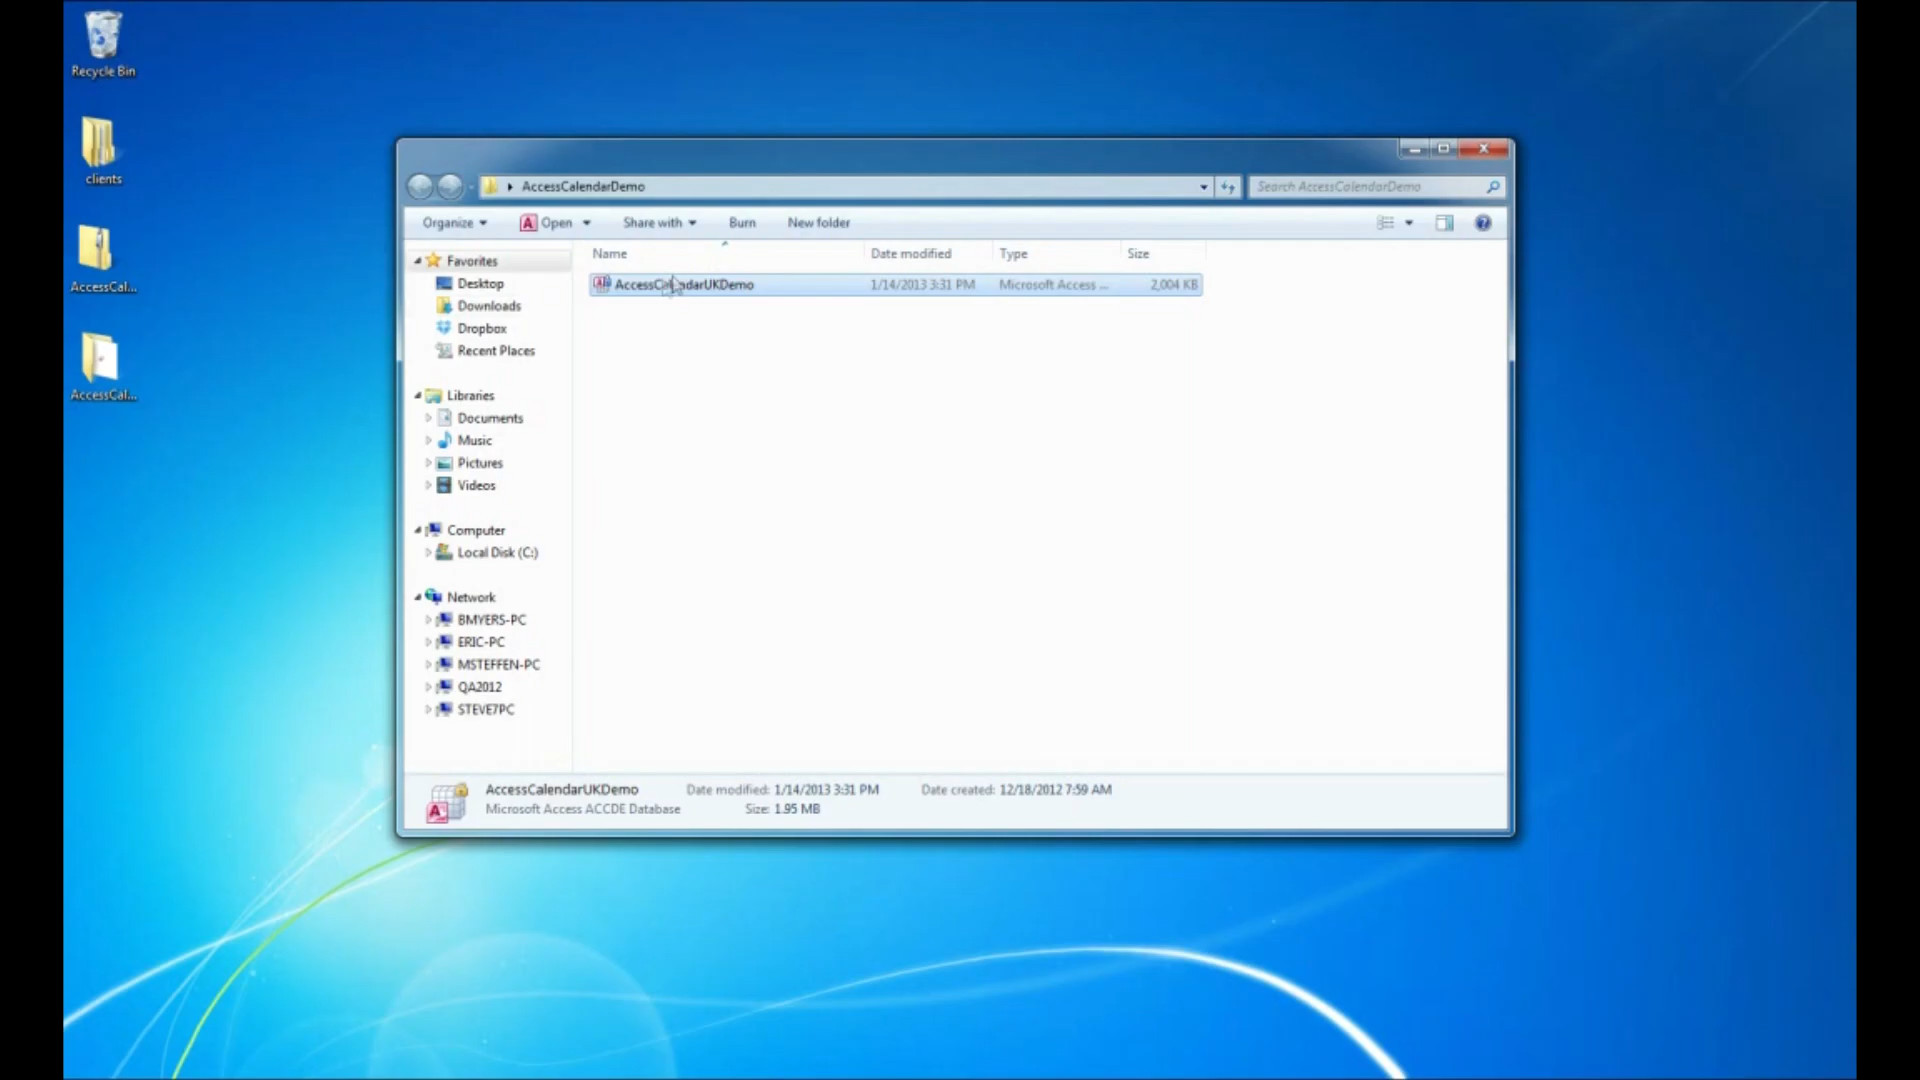 Recycle Bin
clients
AccessCal...
AccessCal...
AccessCalendarDemo
Search AccessCalendarDemo
Organize Open Share with Burn New folder
Name Date modified Type Size
AccessCalendarUKDemo 1/14/2013 3:31 PM Microsoft Access ... 2,004 KB
Favorites
Desktop
Downloads
Dropbox
Recent Places
Libraries
Documents
Music
Pictures
Videos
Computer
Local Disk (C:)
Network
BMYERS-PC
ERIC-PC
MSTEFFEN-PC
QA2012
STEVE7PC
AccessCalendarUKDemo Date modified: 1/14/2013 3:31 PM Date created: 12/18/2012 7:59 AM
Microsoft Access ACCDE Database Size: 1.95 MB